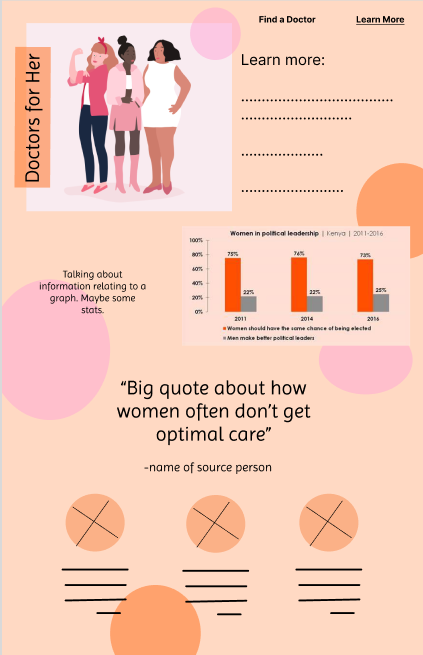 Find a Doctor
Learn More
Doctors for Her
Learn more:
Women in political leadership | Kenya | 2011-2016
100%
80%
60%
40%
20%
0%
75%
22%
76%
22%
73%
25%
2011
2014
2016
Women should have the same chance of being elected
Men make better political leaders
Talking about
information relating to a
graph. Maybe some
stats.
“Big quote about how
women often don’t get
optimal care”
-name of source person